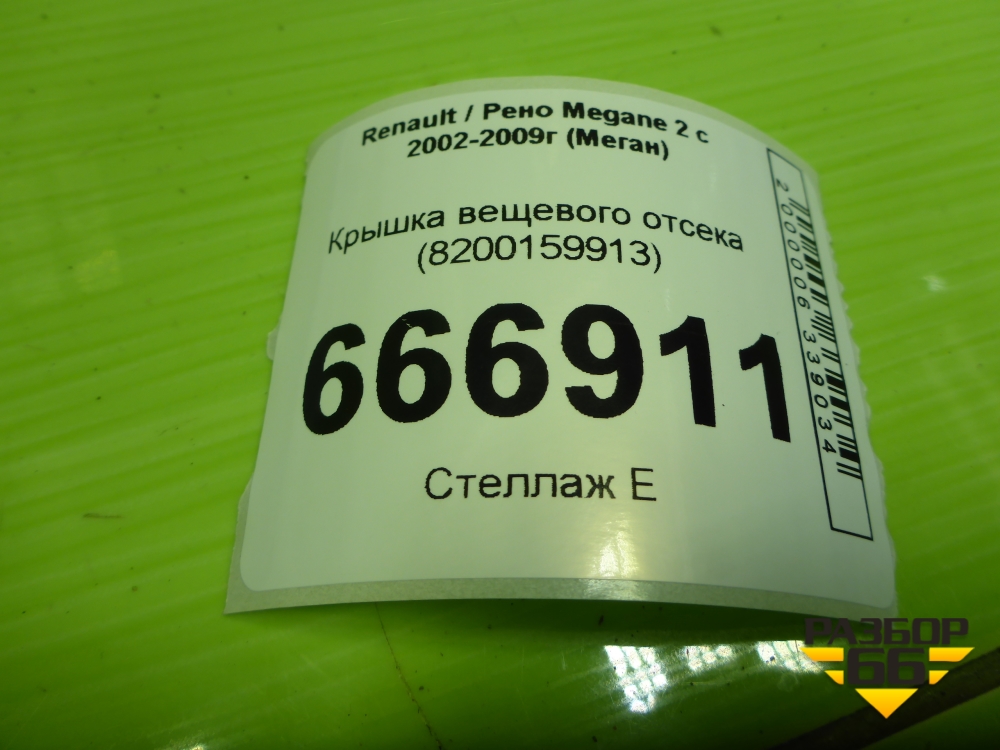 Renault / Рено Megane 2 с
2002-2009г (Меган)
Крышка вещевого отсека
(8200159913)
666911
Стеллаж Е
2000006339034
РАЗБОР
66